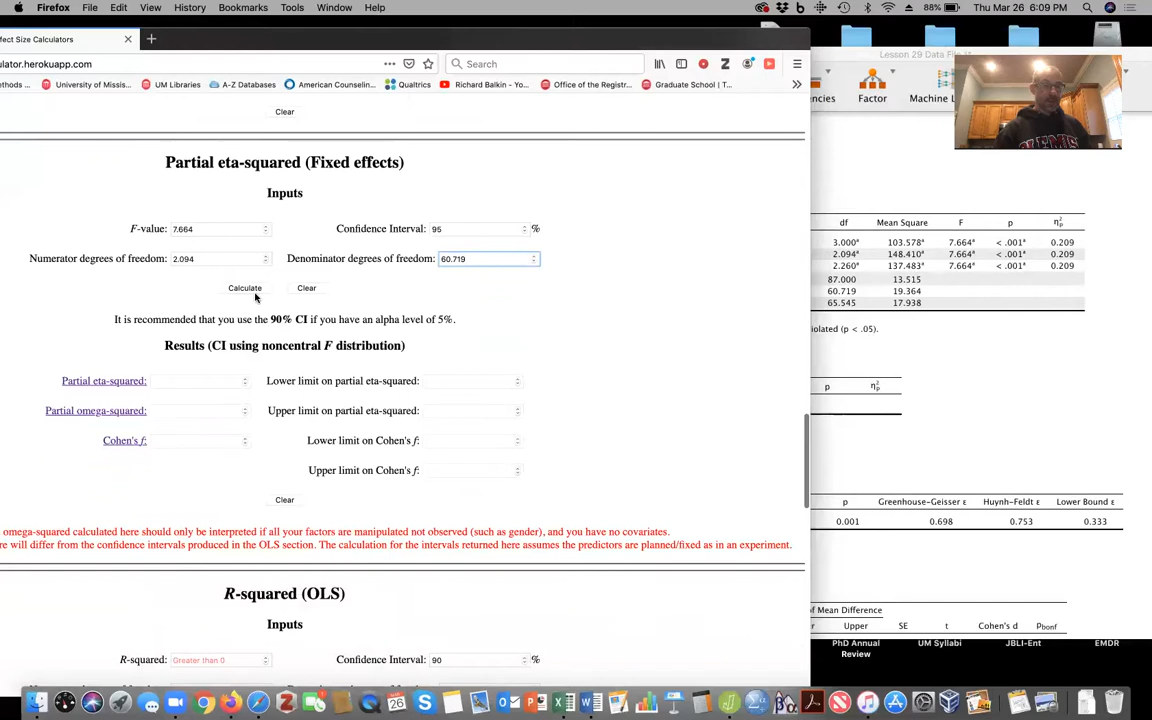 Firefox File Edit View History Bookmarks Tools Window Help 88% Thu Mar 26 6:09 PM
fect Size Calculators
ulator.herokuapp.com
Search
ethods ... University of Missis... UM Libraries A-Z Databases American Counselin... Qualtrics Richard Balkin - G... Office of the Registr... Graduate School | T...
Lesson 29 Data File
encies Factor Machine L
Clear
Partial eta-squared (Fixed effects)
Inputs
F-value: 7.664 Confidence Interval: 95 %
Numerator degrees of freedom: 2.094 Denominator degrees of freedom: 60.719
Calculate Clear
It is recommended that you use the 90% CI if you have an alpha level of 5%.
Results (CI using noncentral F distribution)
Partial eta-squared: Lower limit on partial eta-squared:
Partial omega-squared: Upper limit on partial eta-squared:
Cohen's f: Lower limit on Cohen's f:
Upper limit on Cohen's f:
Clear
omega-squared calculated here should only be interpreted if all your factors are manipulated not observed (such as gender), and you have no covariates.
re will differ from the confidence intervals produced in the OLS section. The calculation for the intervals returned here assumes the predictors are planned/fixed as in an experiment.
R-squared (OLS)
Inputs
R-squared: Greater than 0 Confidence Interval: 90 %
df Mean Square F p η²p
3.000ᵃ 103.578ᵃ 7.664ᵃ < .001ᵃ 0.209
2.094ᵃ 148.410ᵃ 7.664ᵃ < .001ᵃ 0.209
2.260ᵃ 137.483ᵃ 7.664ᵃ < .001ᵃ 0.209
87.000 13.515
60.719 19.364
65.545 17.938
iolated (p < .05).
p η²p
p Greenhouse-Geisser ε Huynh-Feldt ε Lower Bound ε
0.001 0.698 0.753 0.333
of Mean Difference
r Upper SE t Cohen's d pbonf
PhD Annual Review UM Syllabi JBLI-Ent EMDR